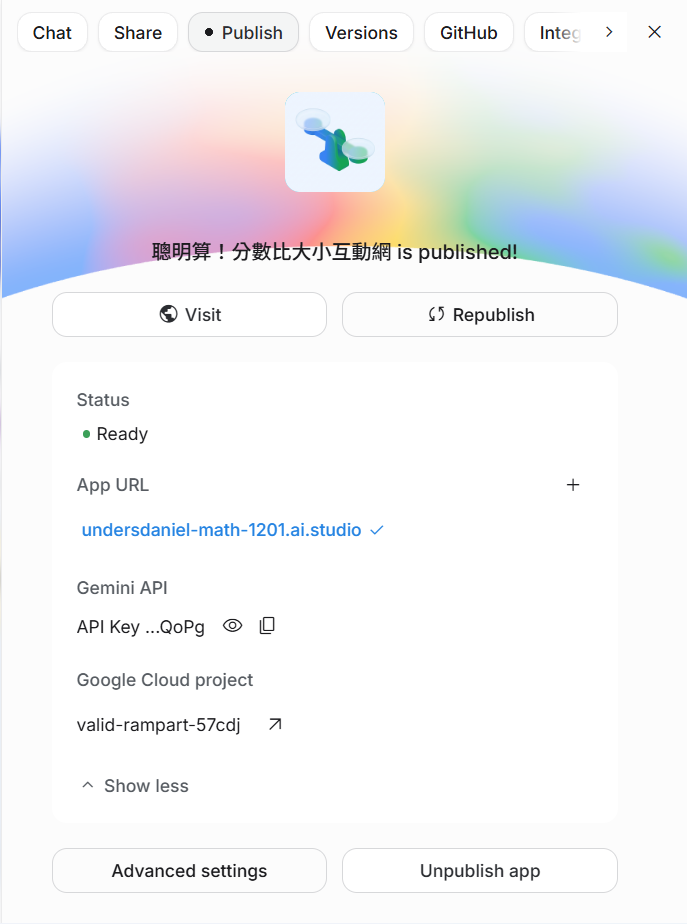 Chat Share Publish Versions GitHub Integ
聰明算！分數比大小互動網 is published!
Visit Republish
Status
Ready
App URL
undersdaniel-math-1201.ai.studio
Gemini API
API Key ...QoPg
Google Cloud project
valid-rampart-57cdj
Show less
Advanced settings Unpublish app